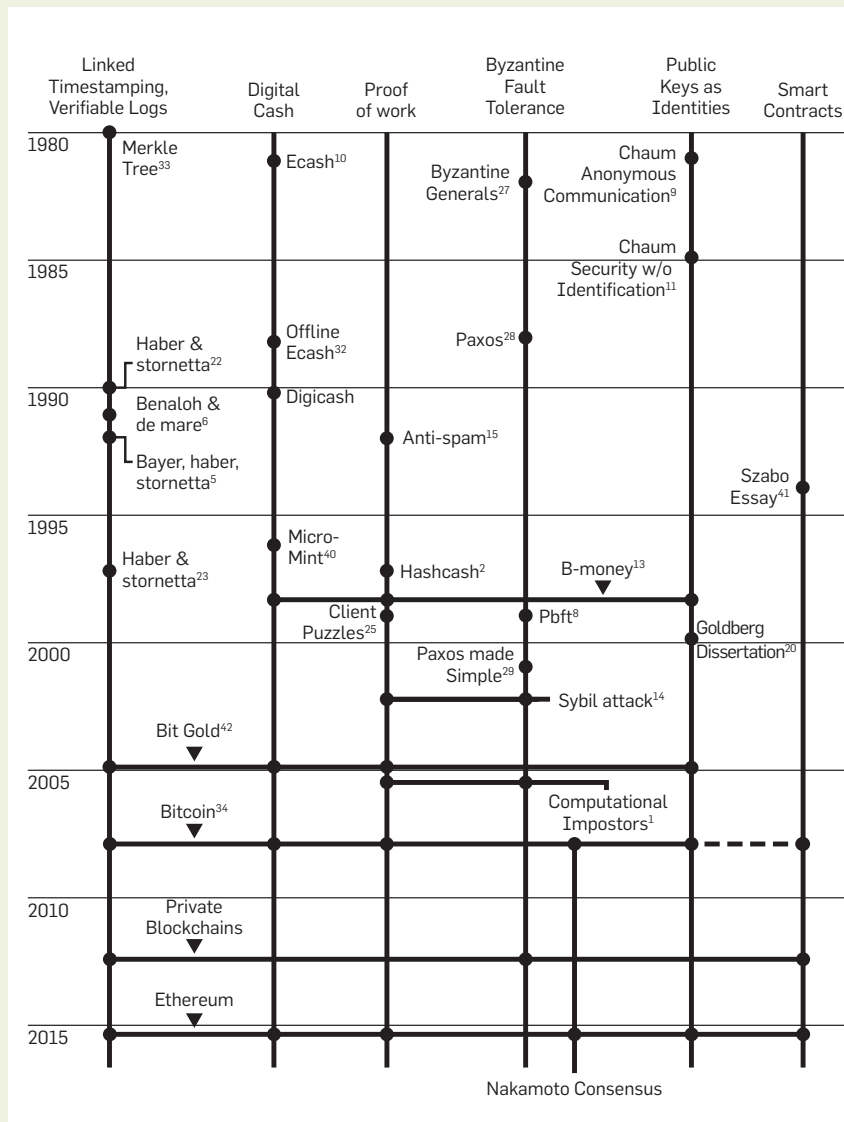 Linked
Timestamping,
Verifiable Logs
Digital
Cash
Proof
of work
Byzantine
Fault
Tolerance
Public
Keys as
Identities
Smart
Contracts
1980
Merkle
Tree33
Ecash10
Byzantine
Generals27
Chaum
Anonymous
Communication9
Chaum
Security w/o
Identification11
1985
Offline
Ecash32
Paxos28
Haber &
stornetta22
1990
Digicash
Benaloh &
de mare6
Anti-spam15
Bayer, haber,
stornetta5
Szabo
Essay41
1995
Micro-
Mint40
Haber &
stornetta23
Hashcash2
B-money13
Client
Puzzles25
Pbft8
Goldberg
Dissertation20
2000
Paxos made
Simple29
Sybil attack14
Bit Gold42
2005
Computational
Impostors1
Bitcoin34
2010
Private
Blockchains
Ethereum
2015
Nakamoto Consensus